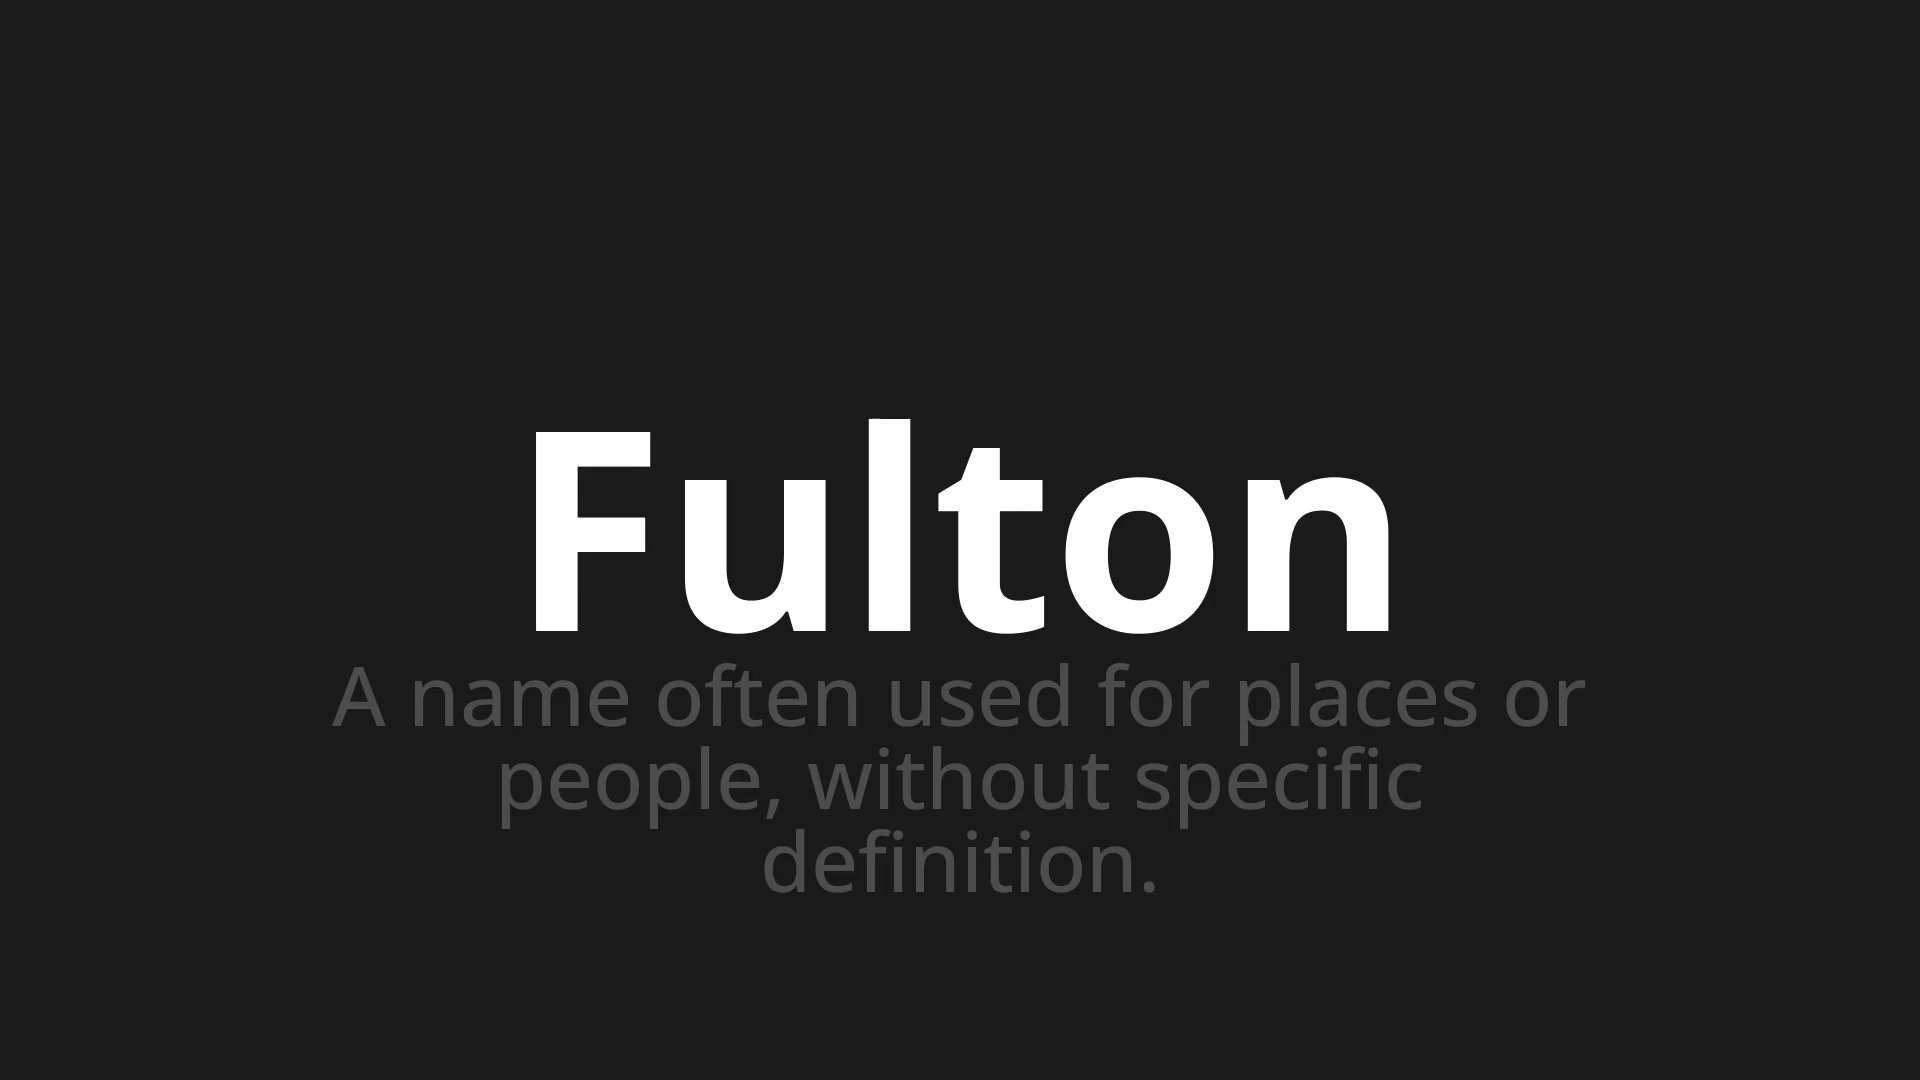 Fulton
A name often used for places or
people, without specific
definition.